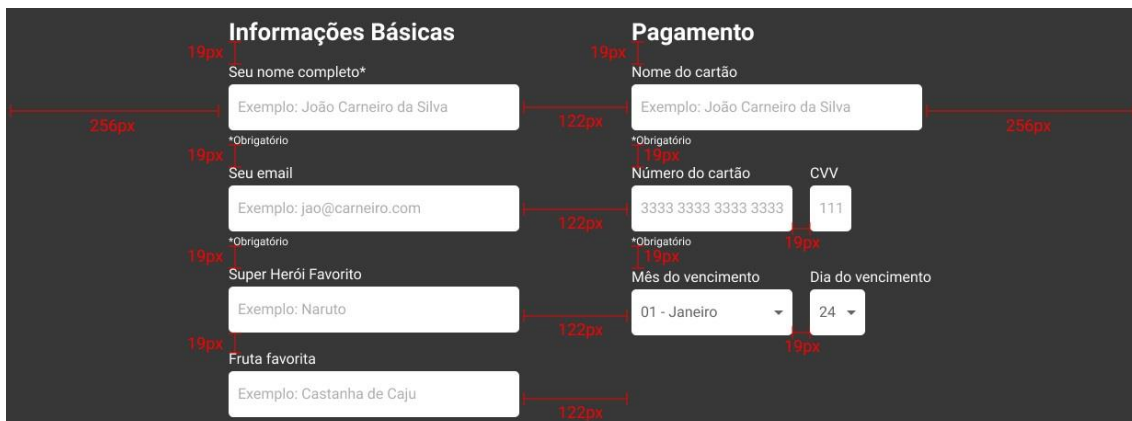 Informações Básicas Pagamento
19px 19px
Seu nome completo* Nome do cartão
Exemplo: João Carneiro da Silva Exemplo: João Carneiro da Silva
256px 122px 256px
*Obrigatório *Obrigatório
19px 19px
Seu email Número do cartão CVV
Exemplo: jao@carneiro.com 3333 3333 3333 3333 111
122px
*Obrigatório *Obrigatório 19px
19px 19px
Super Herói Favorito Mês do vencimento Dia do vencimento
Exemplo: Naruto 01 - Janeiro 24
122px
19px 19px
Fruta favorita
Exemplo: Castanha de Caju
122px